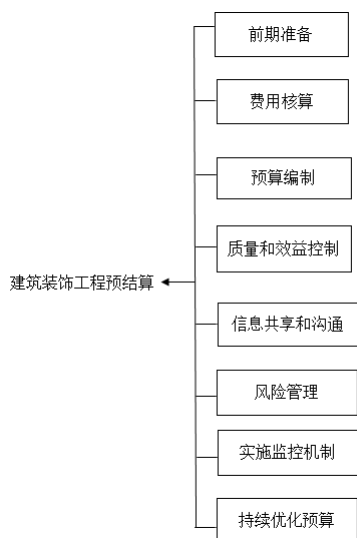 前期准备
费用核算
预算编制
质量和效益控制
建筑装饰工程预结算
信息共享和沟通
风险管理
实施监控机制
持续优化预算